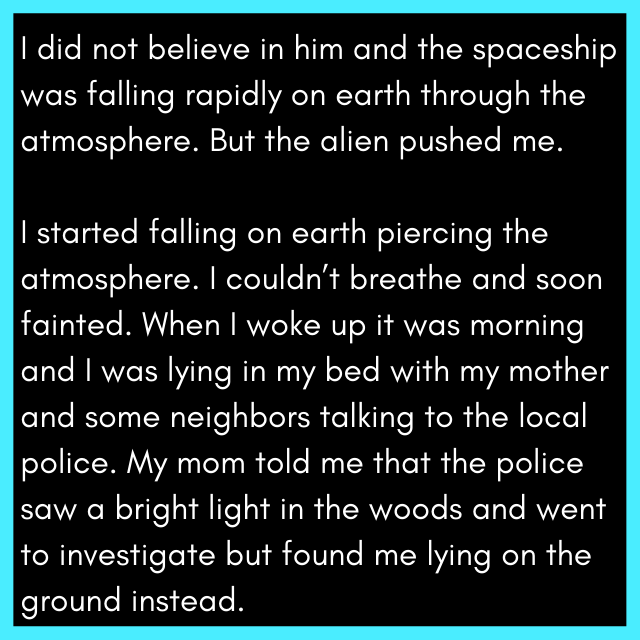 I did not believe in him and the spaceship
was falling rapidly on earth through the
atmosphere. But the alien pushed me.
I started falling on earth piercing the
atmosphere. I couldn’t breathe and soon
fainted. When I woke up it was morning
and I was lying in my bed with my mother
and some neighbors talking to the local
police. My mom told me that the police
saw a bright light in the woods and went
to investigate but found me lying on the
ground instead.